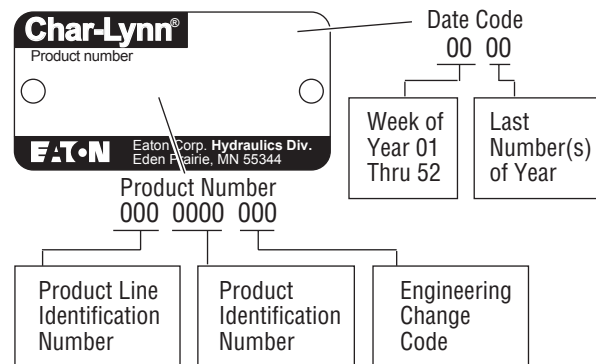 Char-Lynn®
Product number
EATON Eaton Corp. Hydraulics Div.
Eden Prairie, MN 55344
Date Code
00 00
Week of
Year 01
Thru 52
Last
Number(s)
of Year
Product Number
000 0000 000
Product Line
Identification
Number
Product
Identification
Number
Engineering
Change
Code